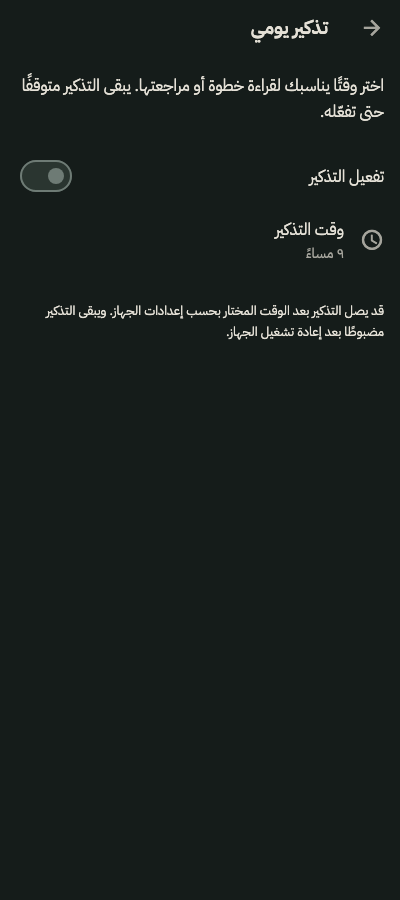 تذكير يومي
اختر وقتًا يناسبك لقراءة خطوة أو مراجعتها. يبقى التذكير متوقفًا
حتى تفعّله.
تفعيل التذكير
وقت التذكير
٩ مساءً
قد يصل التذكير بعد الوقت المختار بحسب إعدادات الجهاز. ويبقى التذكير
مضبوطًا بعد إعادة تشغيل الجهاز.